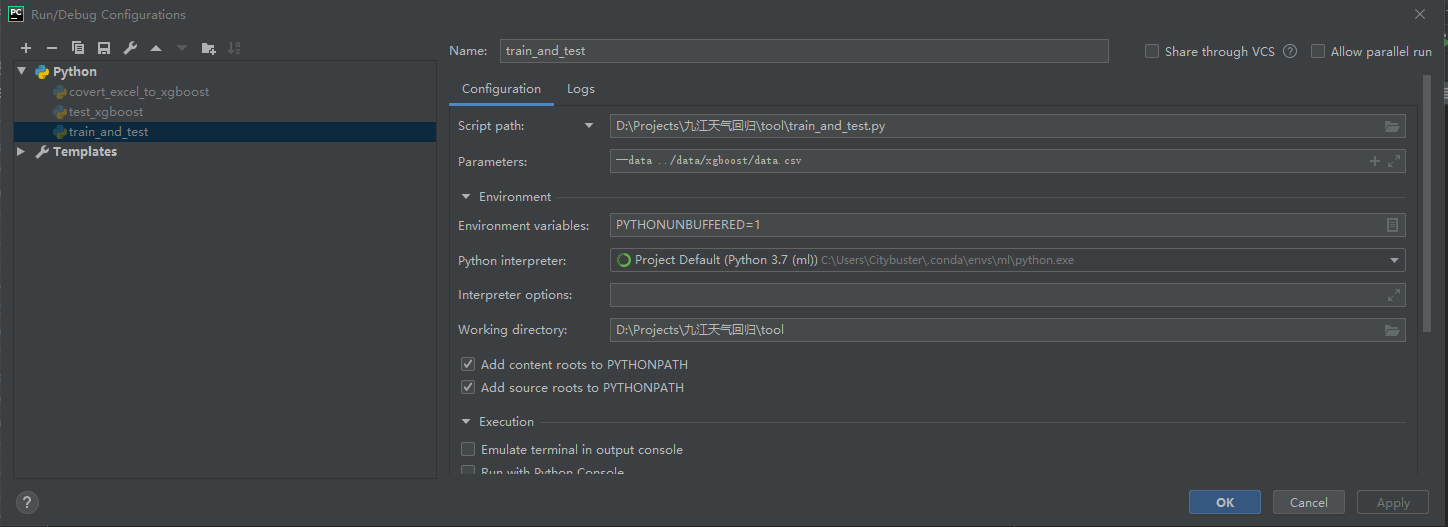 PC Run/Debug Configurations
Name: train_and_test Share through VCS ? Allow parallel run
Python
covert_excel_to_xgboost
test_xgboost
train_and_test
Templates
Configuration Logs
Script path: D:\Projects\九江天气回归\tool\train_and_test.py
Parameters: —data ../data/xgboost/data.csv
Environment
Environment variables: PYTHONUNBUFFERED=1
Python interpreter: Project Default (Python 3.7 (ml)) C:\Users\Citybuster\.conda\envs\ml\python.exe
Interpreter options:
Working directory: D:\Projects\九江天气回归\tool
Add content roots to PYTHONPATH
Add source roots to PYTHONPATH
Execution
Emulate terminal in output console
Run with Python Console
? OK Cancel Apply